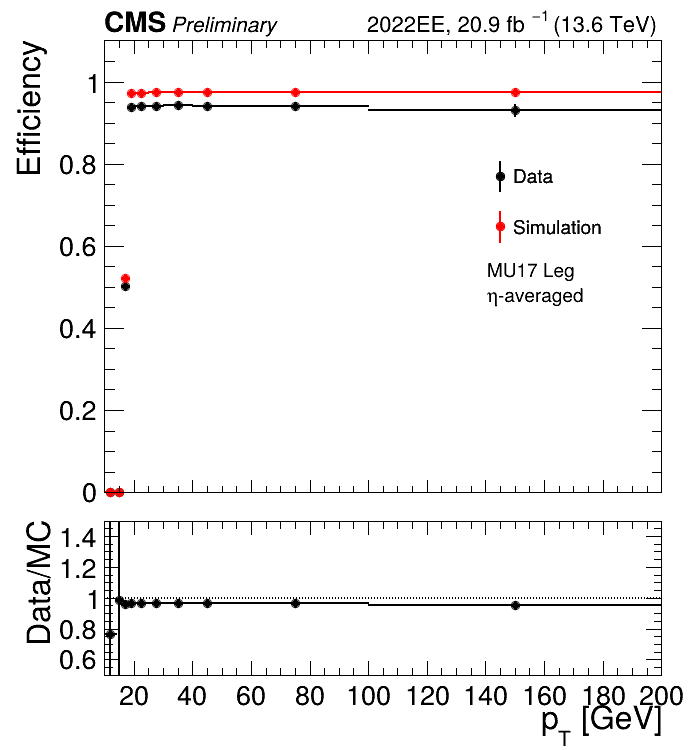 CMS Preliminary 2022EE, 20.9 fb⁻¹ (13.6 TeV)
Efficiency
1
0.8
0.6
0.4
0.2
0
Data
Simulation
MU17 Leg
η-averaged
Data/MC
1.4
1.2
1
0.8
0.6
20 40 60 80 100 120 140 160 180 200
p_T [GeV]